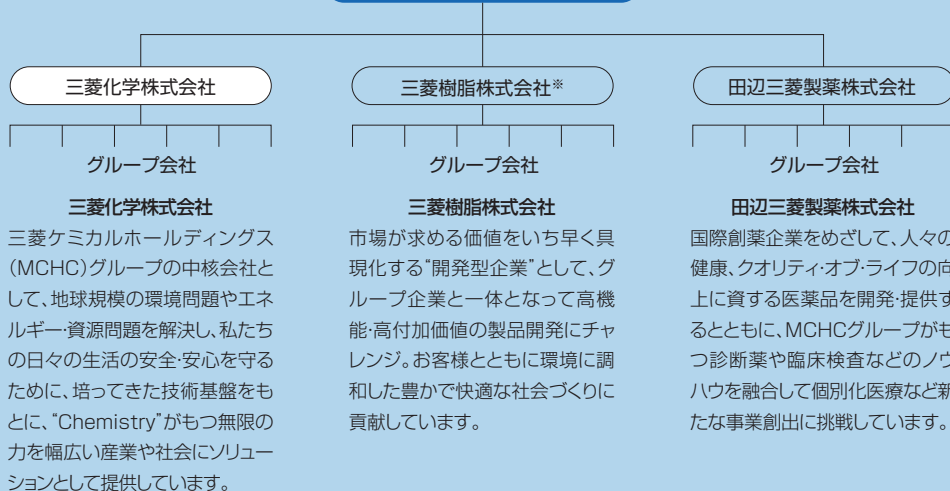 三菱化学株式会社
三菱樹脂株式会社※
田辺三菱製薬株式会社
グループ会社
グループ会社
グループ会社
三菱化学株式会社
三菱ケミカルホールディングス
(MCHC)グループの中核会社と
して、地球規模の環境問題やエネ
ルギー・資源問題を解決し、私たち
の日々の生活の安全・安心を守る
ために、培ってきた技術基盤をも
とに、“Chemistry”がもつ無限の
力を幅広い産業や社会にソリュー
ションとして提供しています。
三菱樹脂株式会社
市場が求める価値をいち早く具
現化する“開発型企業”として、グ
ループ企業と一体となって高機
能・高付加価値の製品開発にチャ
レンジ。お客様とともに環境に調
和した豊かで快適な社会づくりに
貢献しています。
田辺三菱製薬株式会社
国際創薬企業をめざして、人々の
健康、クオリティ・オブ・ライフの向
上に資する医薬品を開発・提供す
るとともに、MCHCグループがも
つ診断薬や臨床検査などのノウ
ハウを融合して個別化医療など新
たな事業創出に挑戦しています。